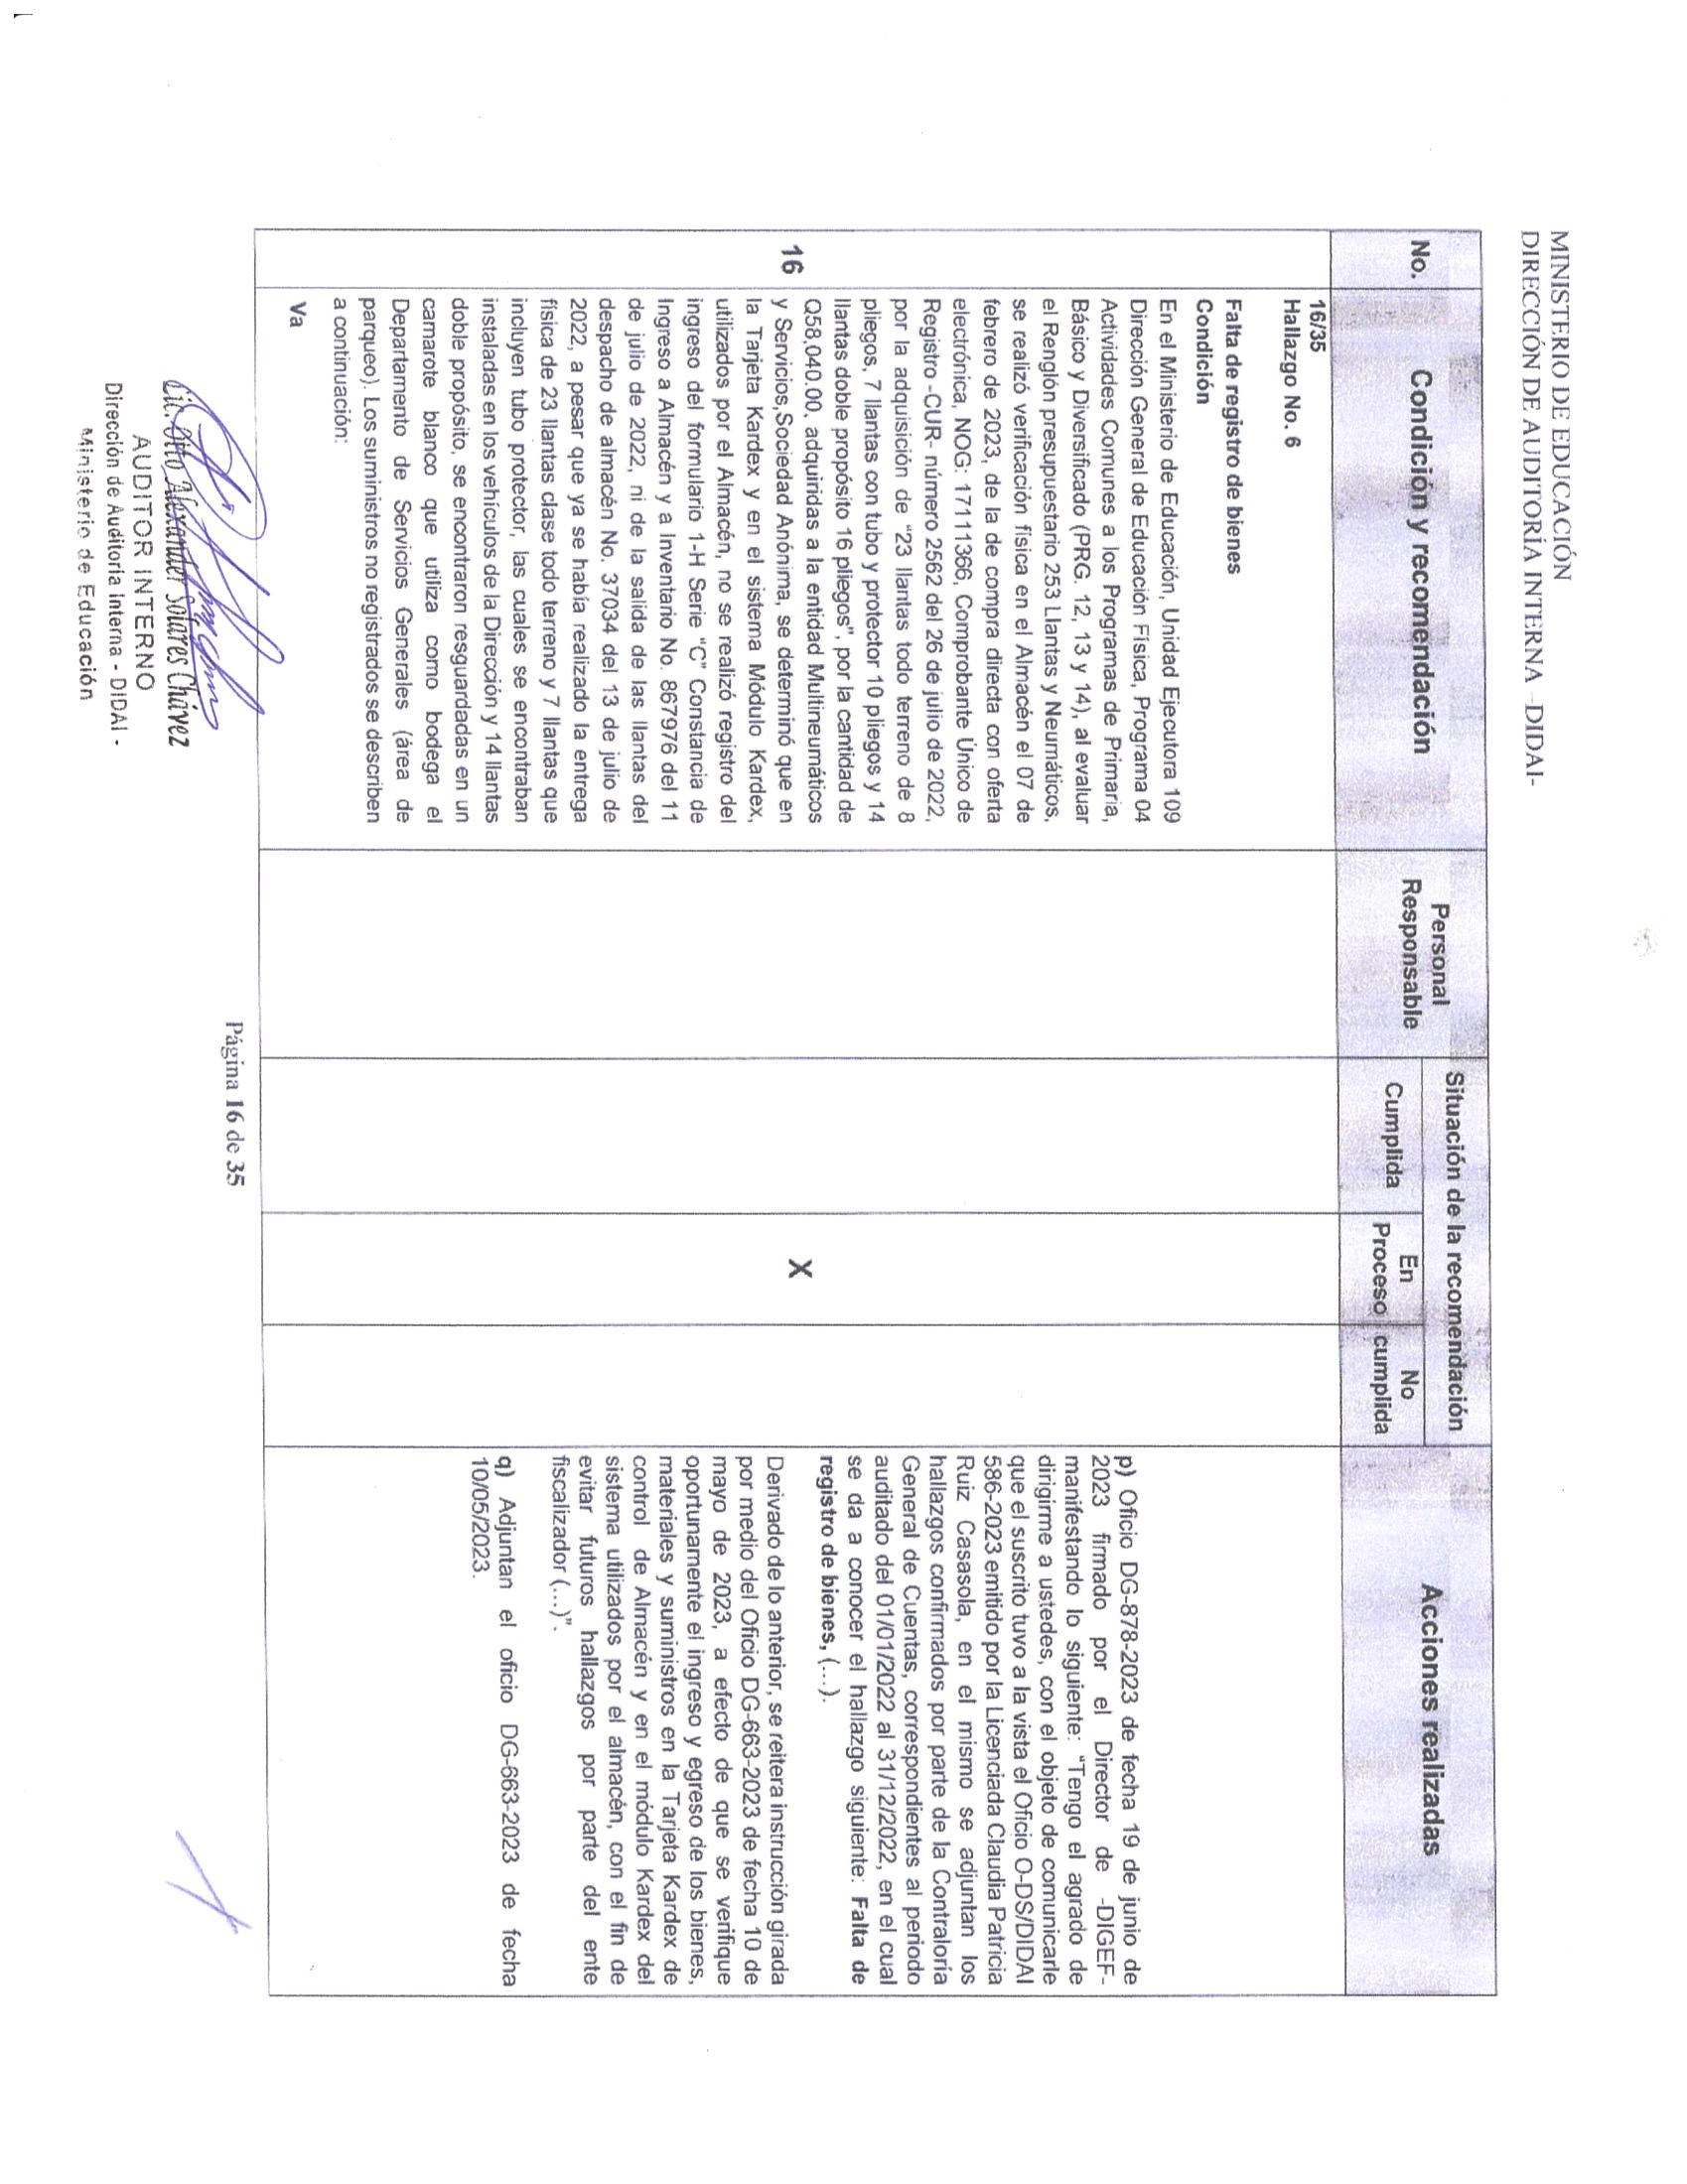 MINISTERIO DE EDUCACIÓN
DIRECCIÓN DE AUDITORÍA INTERNA –DIDAI-
No.
Condición y recomendación
Personal
Responsable
Situación de la recomendación
Cumplida
En
Proceso
No
cumplida
Acciones realizadas
16
16/35
Hallazgo No. 6
Falta de registro de bienes
Condición
En el Ministerio de Educación, Unidad Ejecutora 109
Dirección General de Educación Física, Programa 04
Actividades Comunes a los Programas de Primaria,
Básico y Diversificado (PRG. 12, 13 y 14), al evaluar
el Renglón presupuestario 253 Llantas y Neumáticos,
se realizó verificación física en el Almacén el 07 de
febrero de 2023, de la de compra directa con oferta
electrónica, NOG: 17111366, Comprobante Único de
Registro -CUR- número 2562 del 26 de julio de 2022,
por la adquisición de "23 llantas todo terreno de 8
pliegos, 7 llantas con tubo y protector 10 pliegos y 14
llantas doble propósito 16 pliegos", por la cantidad de
Q58,040.00, adquiridas a la entidad Multineumáticos
y Servicios,Sociedad Anónima, se determinó que en
la Tarjeta Kardex y en el sistema Módulo Kardex,
utilizados por el Almacén, no se realizó registro del
ingreso del formulario 1-H Serie "C" Constancia de
Ingreso a Almacén y a Inventario No. 867976 del 11
de julio de 2022, ni de la salida de las llantas del
despacho de almacén No. 37034 del 13 de julio de
2022, a pesar que ya se había realizado la entrega
física de 23 llantas clase todo terreno y 7 llantas que
incluyen tubo protector, las cuales se encontraban
instaladas en los vehículos de la Dirección y 14 llantas
doble propósito, se encontraron resguardadas en un
camarote blanco que utiliza como bodega el
Departamento de Servicios Generales (área de
parqueo). Los suministros no registrados se describen
a continuación:
Va
X
p) Oficio DG-878-2023 de fecha 19 de junio de
2023 firmado por el Director de -DIGEF-
manifestando lo siguiente: "Tengo el agrado de
dirigirme a ustedes, con el objeto de comunicarle
que el suscrito tuvo a la vista el Oficio O-DS/DIDAI
586-2023 emitido por la Licenciada Claudia Patricia
Ruiz Casasola, en el mismo se adjuntan los
hallazgos confirmados por parte de la Contraloría
General de Cuentas, correspondientes al periodo
auditado del 01/01/2022 al 31/12/2022, en el cual
se da a conocer el hallazgo siguiente: Falta de
registro de bienes, (...).
Derivado de lo anterior, se reitera instrucción girada
por medio del Oficio DG-663-2023 de fecha 10 de
mayo de 2023, a efecto de que se verifique
oportunamente el ingreso y egreso de los bienes,
materiales y suministros en la Tarjeta Kardex de
control de Almacén y en el módulo Kardex del
sistema utilizados por el almacén, con el fin de
evitar futuros hallazgos por parte del ente
fiscalizador (...)".
q) Adjuntan el oficio DG-663-2023 de fecha
10/05/2023.
Página 16 de 35
Lic. Otto Alexander Solares Chávez
AUDITOR INTERNO
Dirección de Auditoría Interna - DIDAI -
Ministerio de Educación